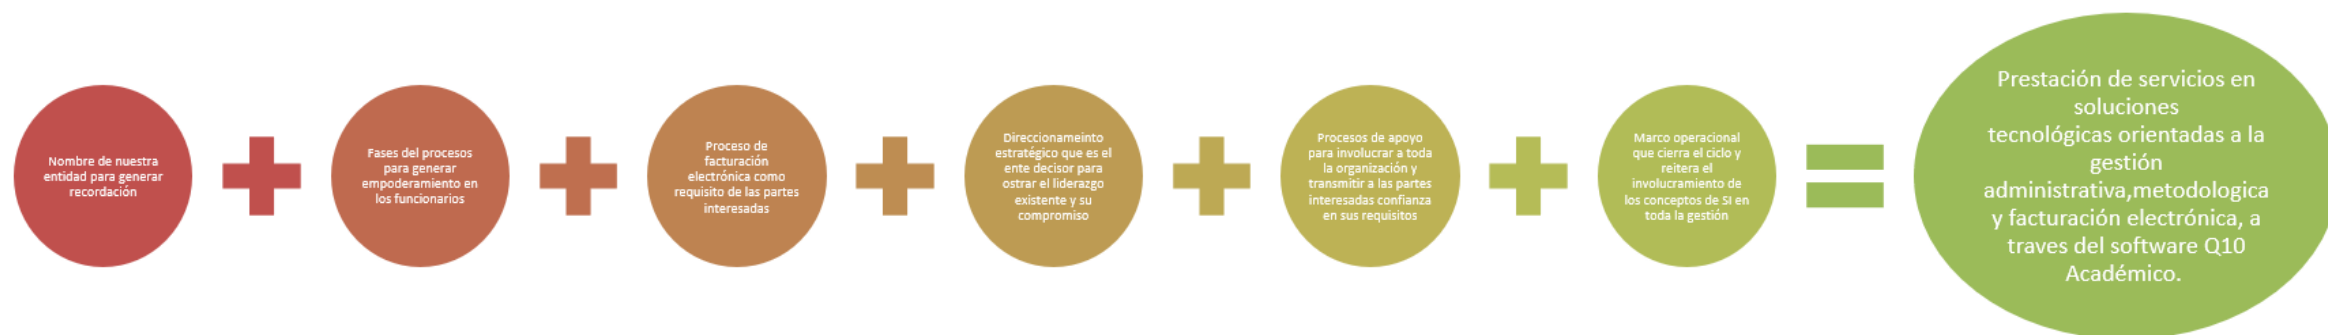 Nombre de nuestra
entidad para generar
recordación
Fases del procesos
para generar
empoderamiento en
los funcionarios
Proceso de
facturación
electrónica como
requisito de las partes
interesadas
Direccionameinto
estratégico que es el
ente decisor para
ostrar el liderazgo
existente y su
compromiso
Procesos de apoyo
para involucrar a toda
la organización y
transmitir a las partes
interesadas confianza
en sus requisitos
Marco operacional
que cierra el ciclo y
reitera el
involucramiento de
los conceptos de SI en
toda la gestión
Prestación de servicios en
soluciones
tecnológicas orientadas a la
gestión
administrativa,metodologica
y facturación electrónica, a
traves del software Q10
Académico.